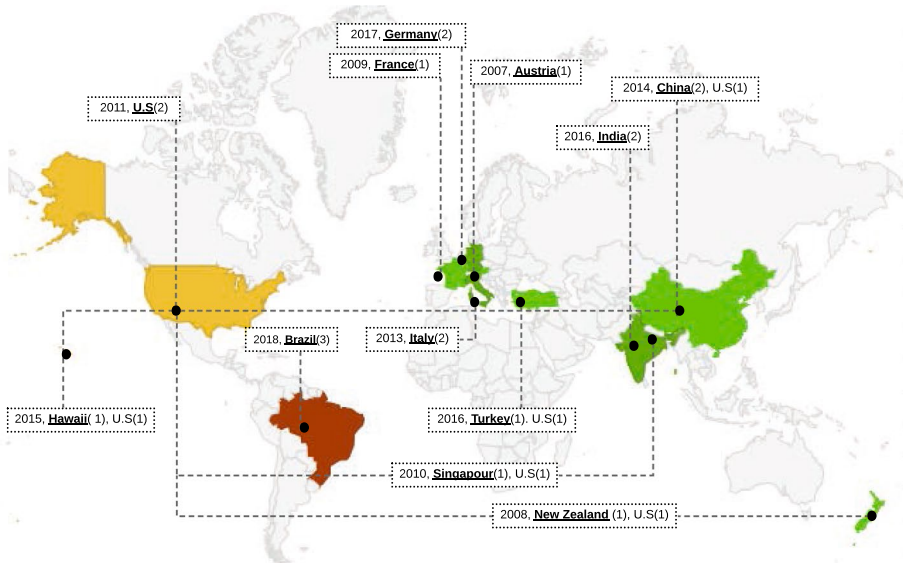 2017, Germany(2)
2009, France(1)
2007, Austria(1)
2014, China(2), U.S(1)
2011, U.S(2)
2016, India(2)
2018, Brazil(3)
2013, Italy(2)
2015, Hawaii( 1), U.S(1)
2016, Turkey(1). U.S(1)
2010, Singapour(1), U.S(1)
2008, New Zealand (1), U.S(1)